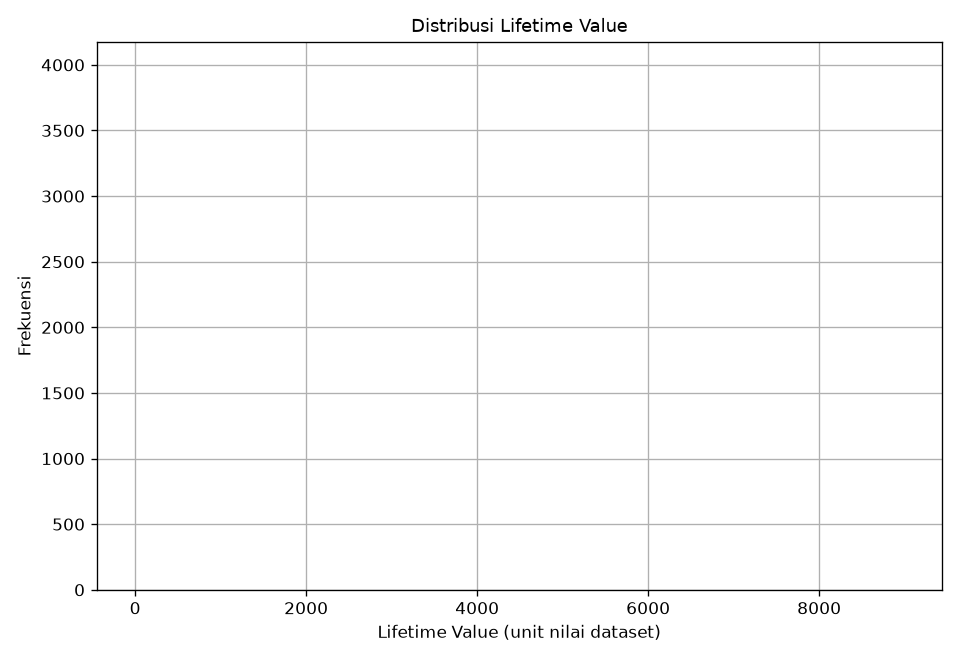 Distribusi Lifetime Value
4000
3500
3000
2500
2000
1500
1000
500
0
Frekuensi
0 2000 4000 6000 8000
Lifetime Value (unit nilai dataset)